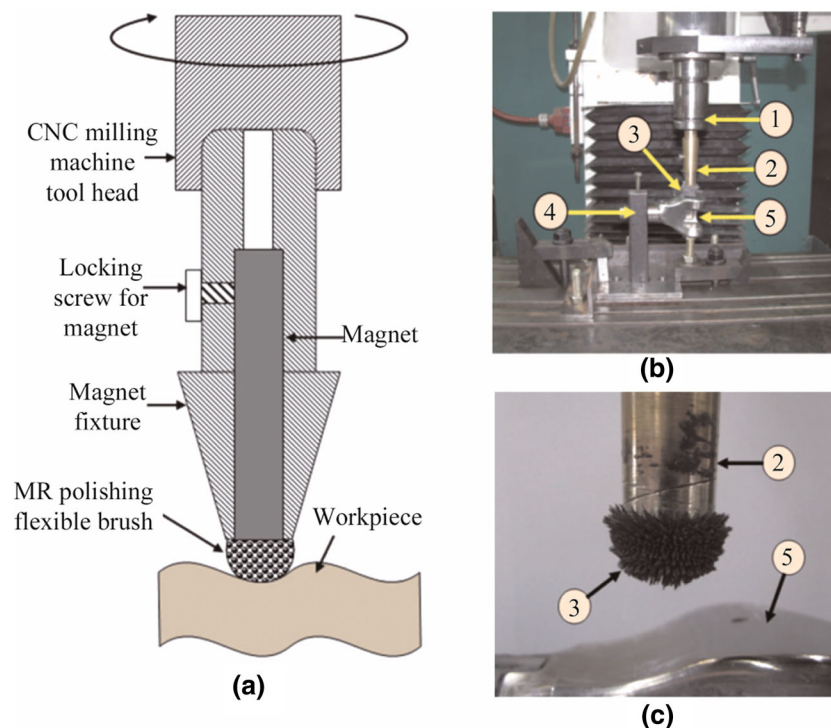 CNC milling
machine
tool head
Locking
screw for
magnet
Magnet
Magnet
fixture
MR polishing
flexible brush
Workpiece
(a)
1
2
3
4
5
(b)
2
3
5
(c)